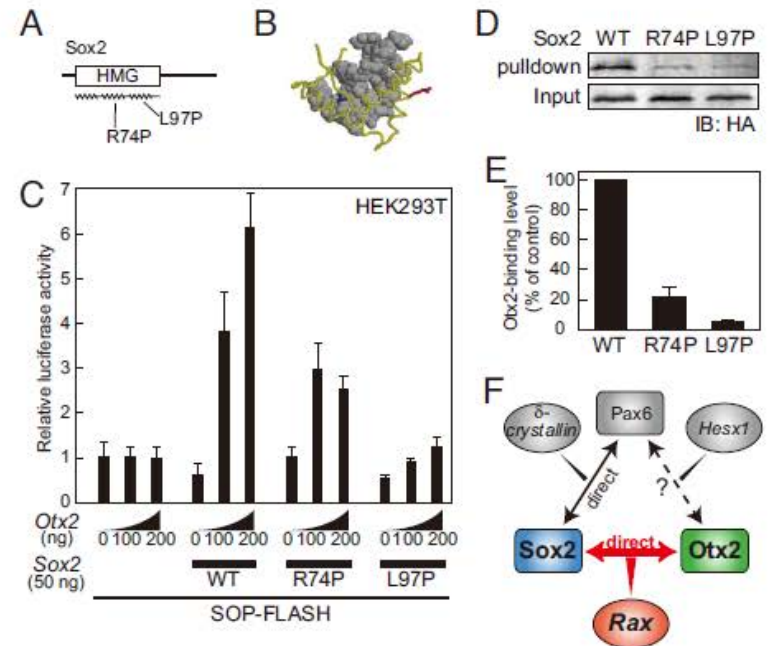 A
Sox2
HMG
L97P
R74P
B
C
Relative luciferase activity
7
6
5
4
3
2
1
0
HEK293T
Otx2
(ng)
0 100 200 0 100 200 0 100 200 0 100 200
Sox2
(50 ng)
WT R74P L97P
SOP-FLASH
D
Sox2 WT R74P L97P
pulldown
Input
IB: HA
E
Otx2-binding level
(% of control)
100
80
60
40
20
0
WT R74P L97P
F
δ-
crystallin
Pax6
Hesx1
direct
?
Sox2
direct
Otx2
Rax